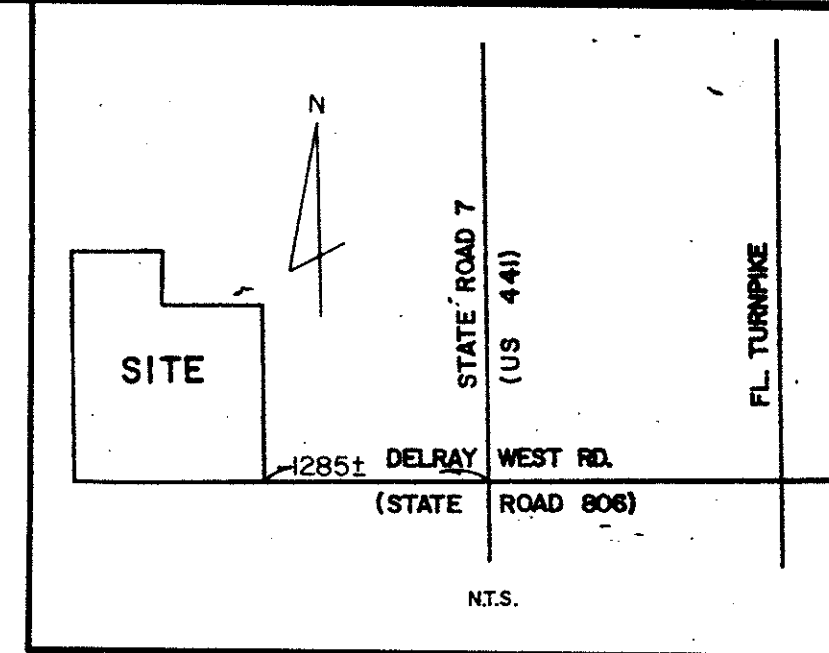 N
STATE ROAD 7
(US 441)
FL. TURNPIKE
SITE
1285± DELRAY WEST RD.
(STATE ROAD 806)
N.T.S.